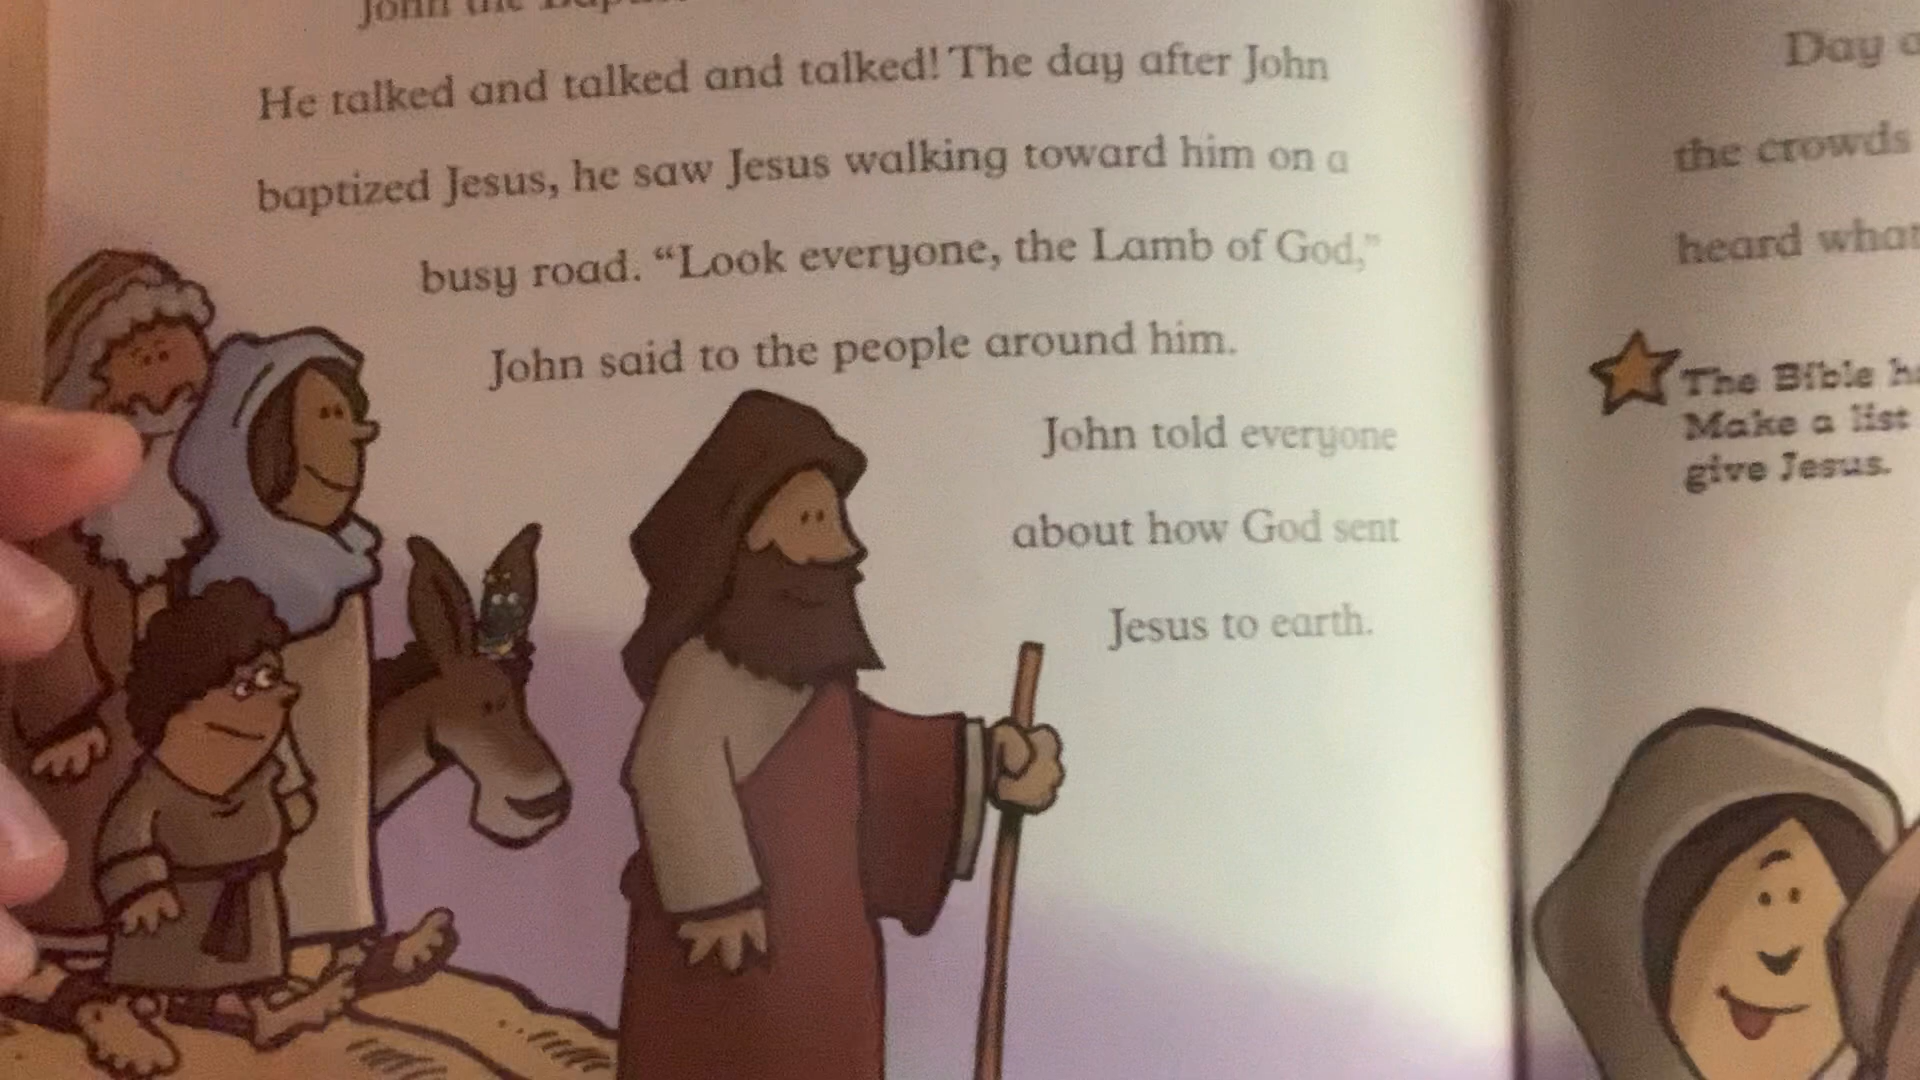 John the
He talked and talked and talked! The day after John
baptized Jesus, he saw Jesus walking toward him on a
busy road. “Look everyone, the Lamb of God,”
John said to the people around him.
John told everyone
about how God sent
Jesus to earth.
Day
the crowds
heard what
The Bible
Make a list
give Jesus.